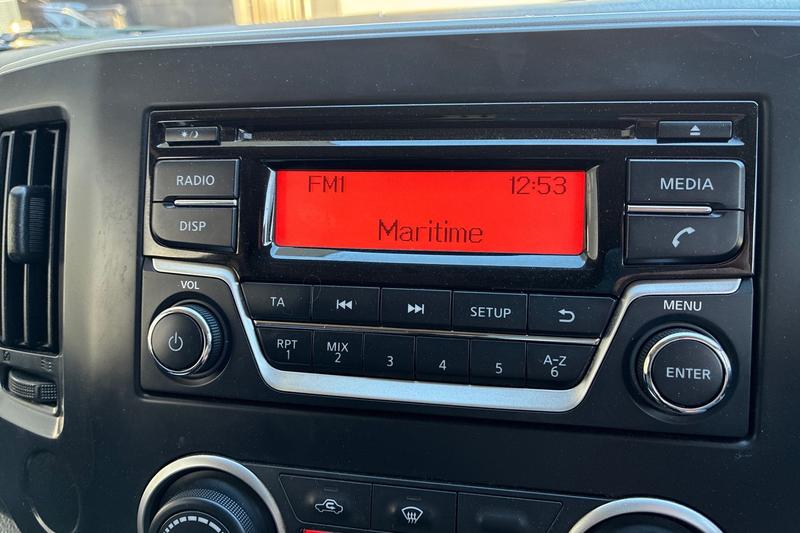 FM1 12:53
Maritime
RADIO
DISP
MEDIA
VOL
TA
SETUP
MENU
RPT
1
MIX
2
3
4
5
A-Z
6
ENTER